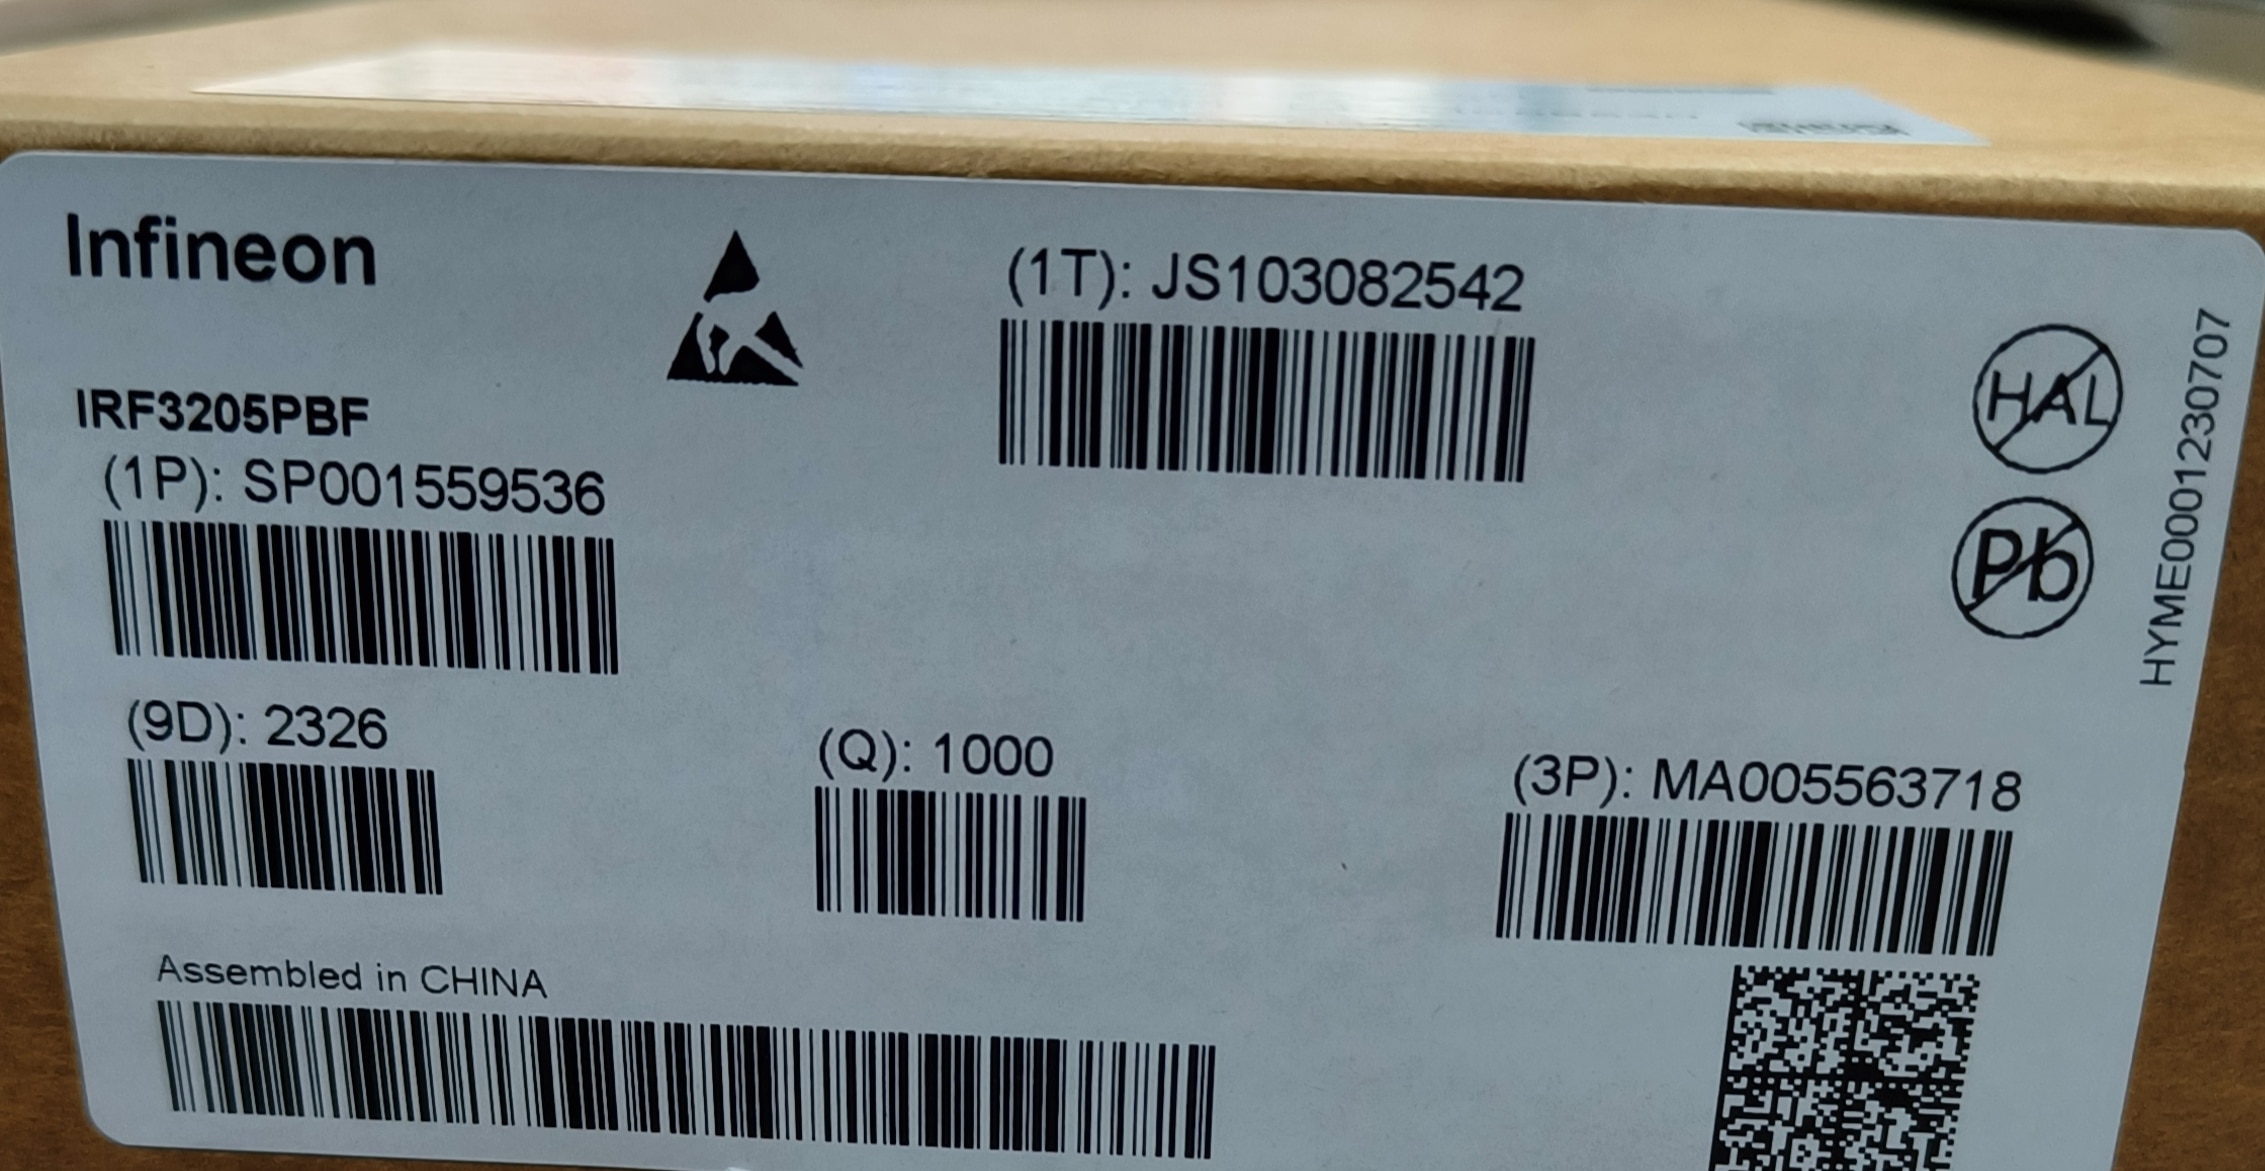 Infineon
(1T): JS103082542
IRF3205PBF
(1P): SP001559536
HAL
Pb
HYME0001230707
(9D): 2326
(Q): 1000
(3P): MA005563718
Assembled in CHINA